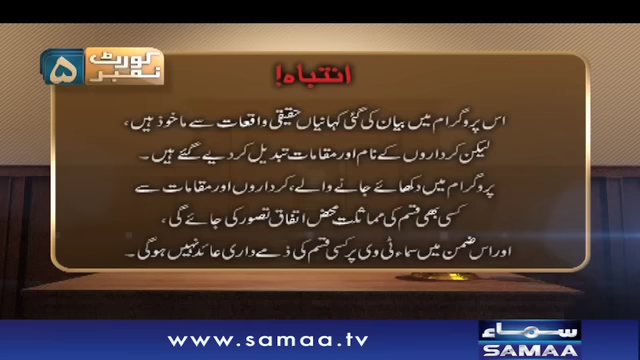 کورٹ نمبر ۵
انتباہ!
اس پروگرام میں بیان کی گئی کہانیاں حقیقی واقعات سے ماخوذ ہیں،
لیکن کرداروں کے نام اور مقامات تبدیل کر دیے گئے ہیں۔
پروگرام میں دکھائے جانے والے، کرداروں اور مقامات سے
کسی بھی قسم کی مماثلت محض اتفاق تصور کی جائے گی،
اور اس ضمن میں سماء ٹی وی پر کسی قسم کی ذمے داری عائد نہیں ہوگی۔
www.samaa.tv
سماء
SAMAA